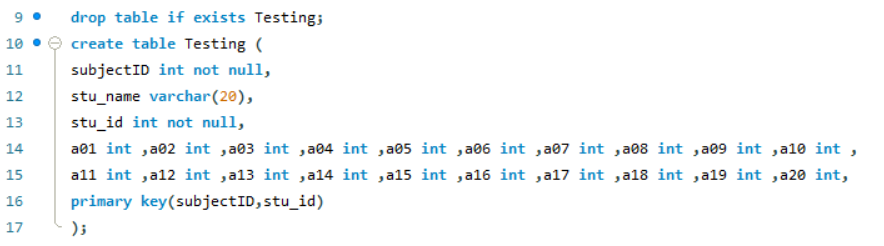 9 drop table if exists Testing;
10 create table Testing (
11 subjectID int not null,
12 stu_name varchar(20),
13 stu_id int not null,
14 a01 int ,a02 int ,a03 int ,a04 int ,a05 int ,a06 int ,a07 int ,a08 int ,a09 int ,a10 int ,
15 a11 int ,a12 int ,a13 int ,a14 int ,a15 int ,a16 int ,a17 int ,a18 int ,a19 int ,a20 int,
16 primary key(subjectID,stu_id)
17 );